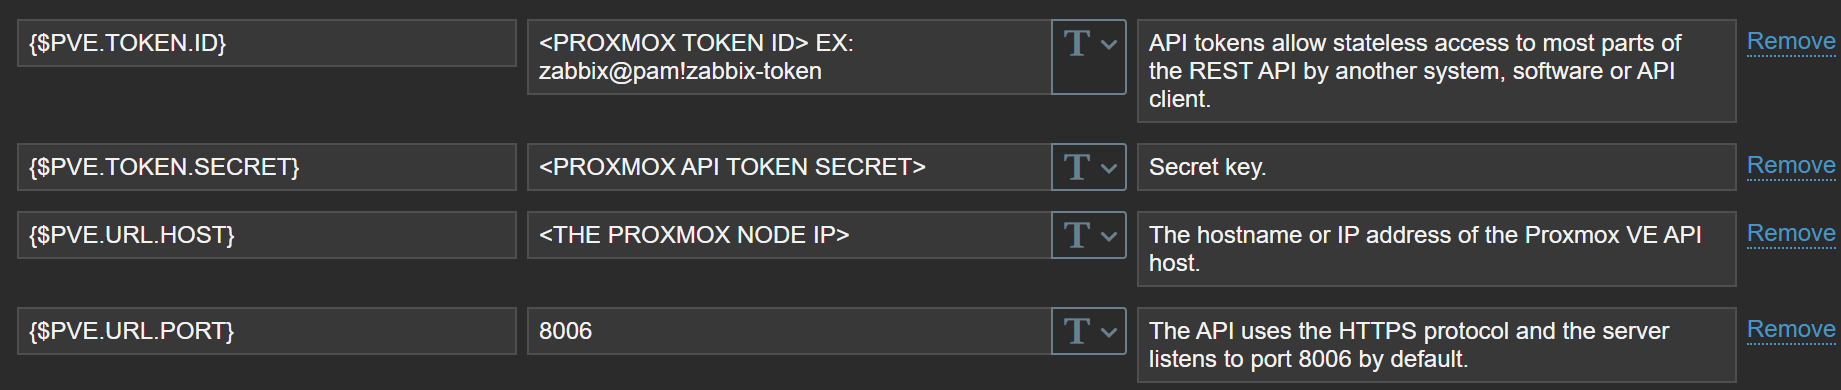 {$PVE.TOKEN.ID}
<PROXMOX TOKEN ID> EX:
zabbix@pam!zabbix-token
T
API tokens allow stateless access to most parts of
the REST API by another system, software or API
client.
Remove
{$PVE.TOKEN.SECRET}
<PROXMOX API TOKEN SECRET>
T
Secret key.
Remove
{$PVE.URL.HOST}
<THE PROXMOX NODE IP>
T
The hostname or IP address of the Proxmox VE API
host.
Remove
{$PVE.URL.PORT}
8006
T
The API uses the HTTPS protocol and the server
listens to port 8006 by default.
Remove